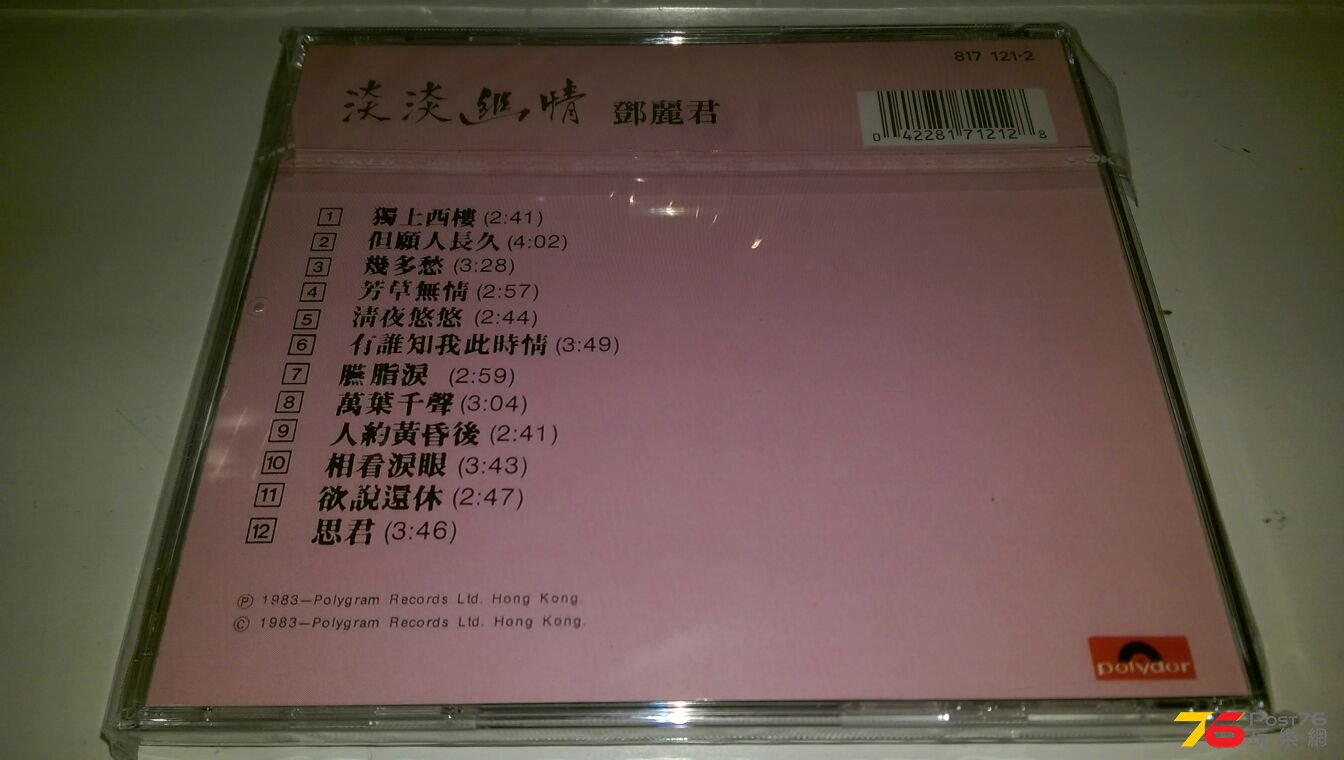 817 121-2
淡淡幽情 鄧麗君
0 42281 71212 8
1 獨上西樓 (2:41)
2 但願人長久 (4:02)
3 幾多愁 (3:28)
4 芳草無情 (2:57)
5 淸夜悠悠 (2:44)
6 有誰知我此時情 (3:49)
7 臙脂淚 (2:59)
8 萬葉千聲 (3:04)
9 人約黃昏後 (2:41)
10 相看淚眼 (3:43)
11 欲說還休 (2:47)
12 思君 (3:46)
Ⓟ 1983—Polygram Records Ltd. Hong Kong.
© 1983—Polygram Records Ltd. Hong Kong.
polydor
76 Post76
玩樂網